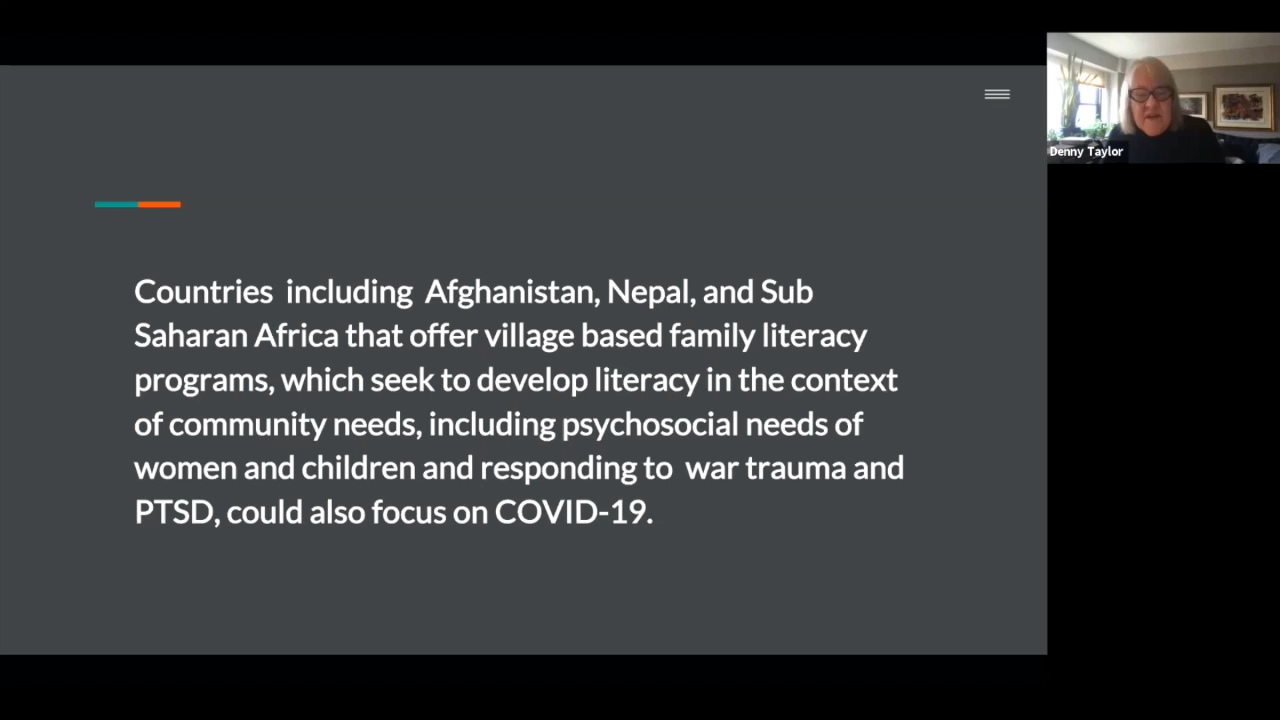 Denny Taylor
Countries including Afghanistan, Nepal, and Sub
Saharan Africa that offer village based family literacy
programs, which seek to develop literacy in the context
of community needs, including psychosocial needs of
women and children and responding to war trauma and
PTSD, could also focus on COVID-19.